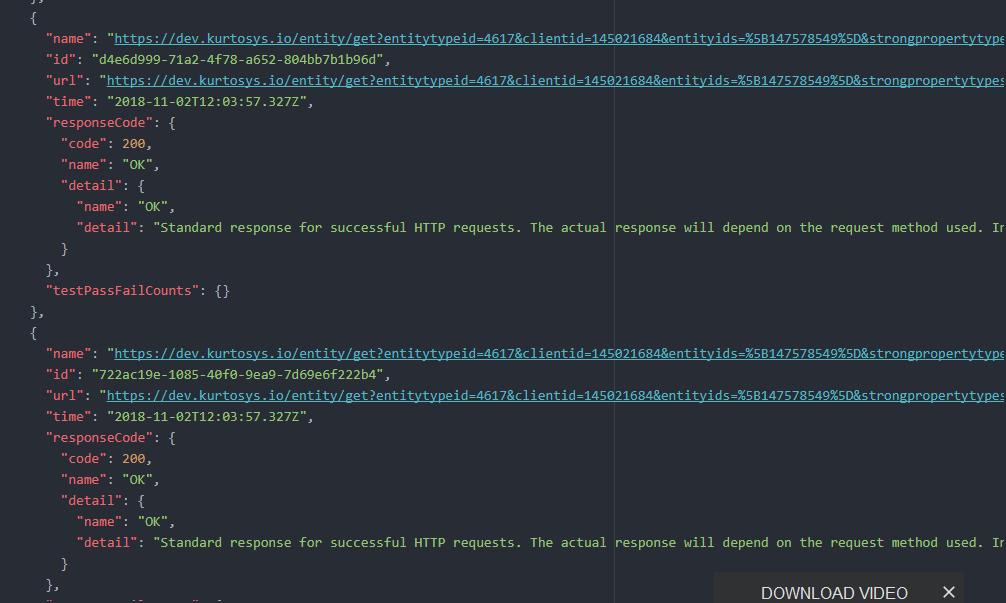 },
{
"name": "https://dev.kurtosys.io/entity/get?entitytypeid=4617&clientid=145021684&entityids=%5B147578549%5D&strongpropertytype
"id": "d4e6d999-71a2-4f78-a652-804bb7b1b96d",
"url": "https://dev.kurtosys.io/entity/get?entitytypeid=4617&clientid=145021684&entityids=%5B147578549%5D&strongpropertytypes
"time": "2018-11-02T12:03:57.327Z",
"responseCode": {
"code": 200,
"name": "OK",
"detail": {
"name": "OK",
"detail": "Standard response for successful HTTP requests. The actual response will depend on the request method used. In
}
},
"testPassFailCounts": {}
},
{
"name": "https://dev.kurtosys.io/entity/get?entitytypeid=4617&clientid=145021684&entityids=%5B147578549%5D&strongpropertytype
"id": "722ac19e-1085-40f0-9ea9-7d69e6f222b4",
"url": "https://dev.kurtosys.io/entity/get?entitytypeid=4617&clientid=145021684&entityids=%5B147578549%5D&strongpropertytypes
"time": "2018-11-02T12:03:57.327Z",
"responseCode": {
"code": 200,
"name": "OK",
"detail": {
"name": "OK",
"detail": "Standard response for successful HTTP requests. The actual response will depend on the request method used. In
}
},
DOWNLOAD VIDEO